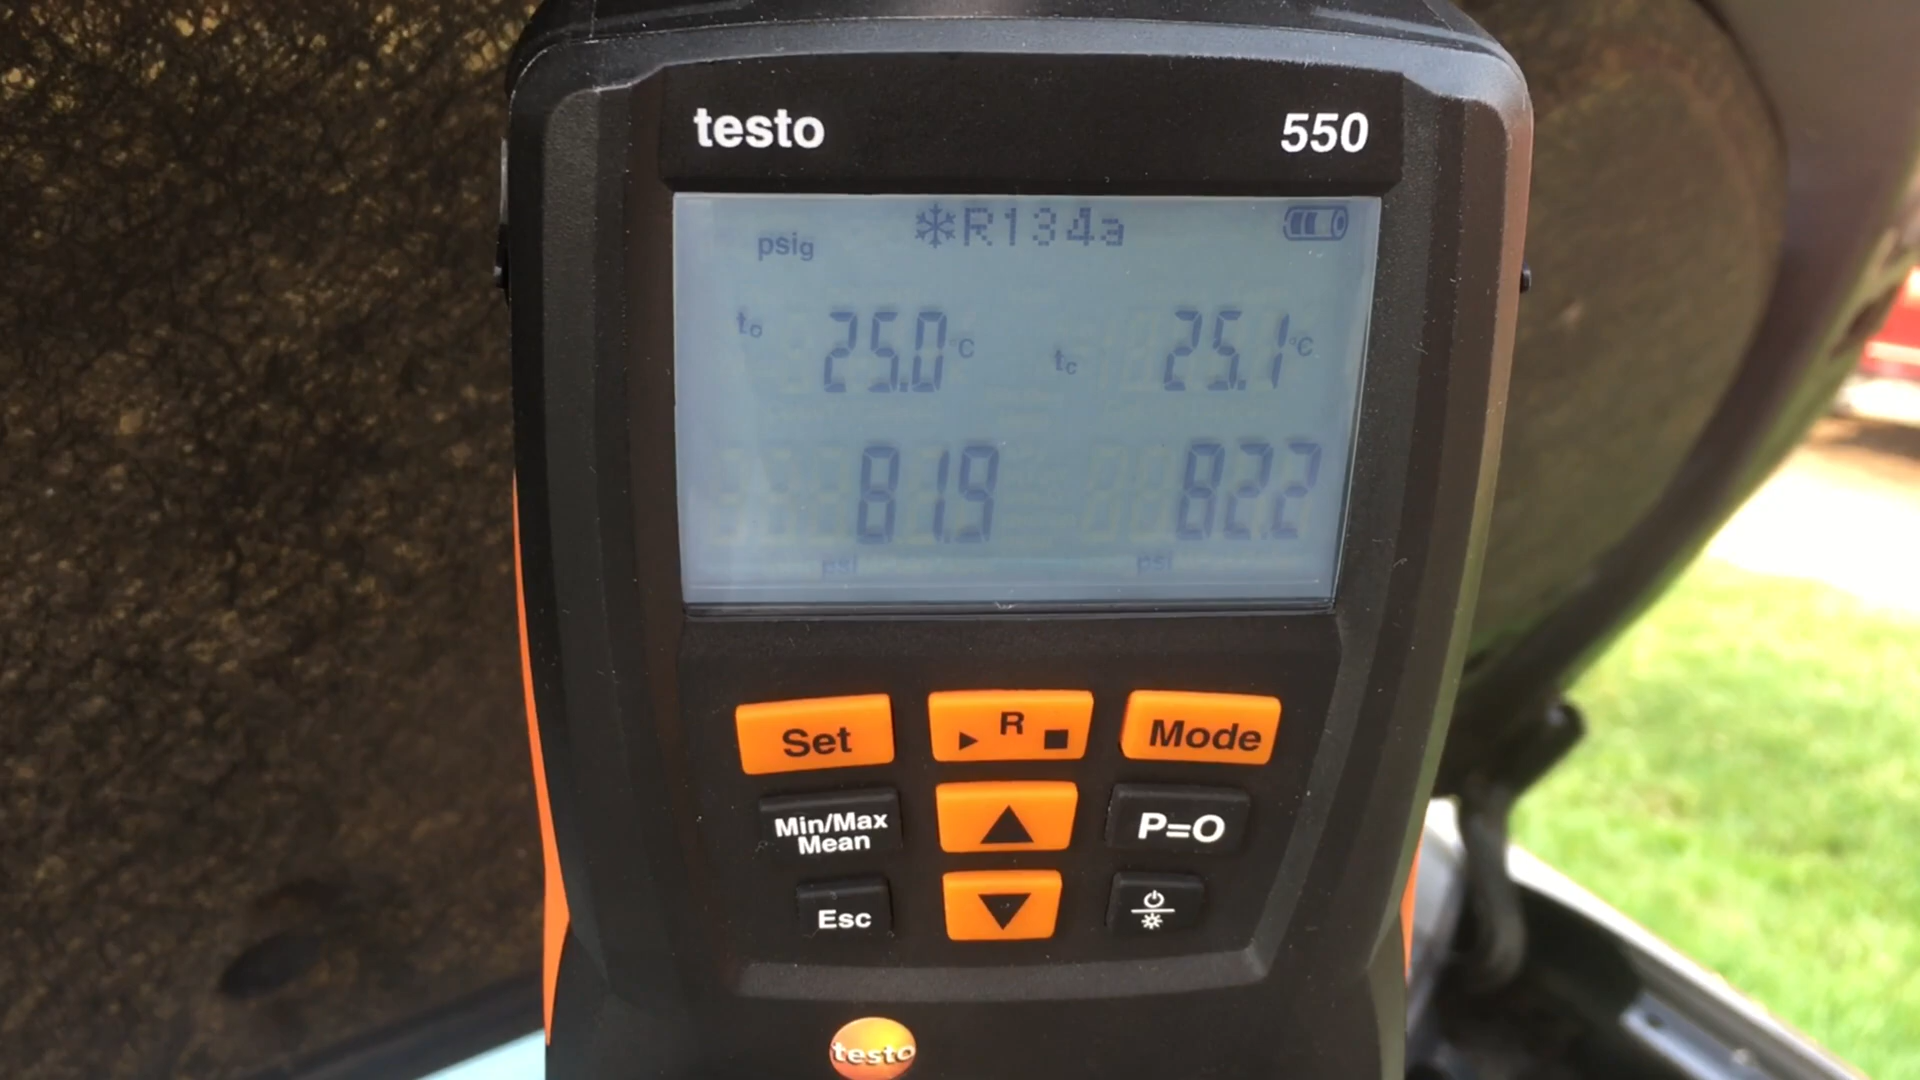 testo 550
psig ❄R134a
to 25.0 °C tc 25.1 °C
81.9 82.2
psi psi
Set ▶ R ■ Mode
Min/Max
Mean ▲ P=O
Esc ▼
testo